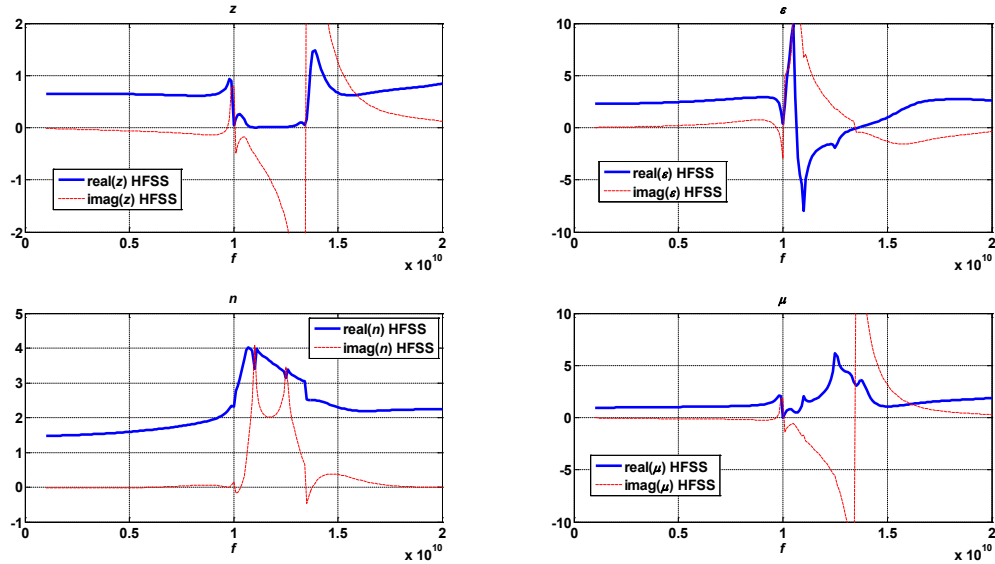 z
2
1
0
-1
-2
real(z) HFSS
imag(z) HFSS
0 0.5 1 1.5 2
f
x 10^10
ε
10
5
0
-5
-10
real(ε) HFSS
imag(ε) HFSS
0 0.5 1 1.5 2
f
x 10^10
n
5
4
3
2
1
0
-1
real(n) HFSS
imag(n) HFSS
0 0.5 1 1.5 2
f
x 10^10
μ
10
5
0
-5
-10
real(μ) HFSS
imag(μ) HFSS
0 0.5 1 1.5 2
f
x 10^10